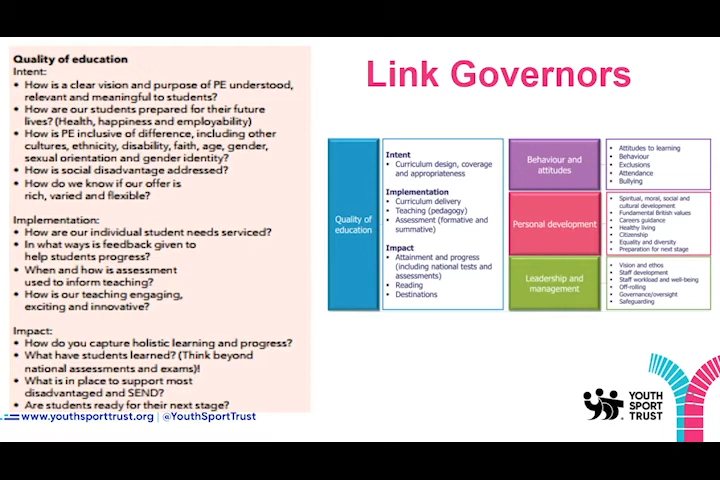 Link Governors
Quality of education
Intent:
• How is a clear vision and purpose of PE understood,
relevant and meaningful to students?
• How are our students prepared for their future
lives? (Health, happiness and employability)
• How is PE inclusive of difference, including other
cultures, ethnicity, disability, faith, age, gender,
sexual orientation and gender identity?
• How is social disadvantage addressed?
• How do we know if our offer is
rich, varied and flexible?
Implementation:
• How are our individual student needs serviced?
• In what ways is feedback given to
help students progress?
• When and how is assessment
used to inform teaching?
• How is our teaching engaging,
exciting and innovative?
Impact:
• How do you capture holistic learning and progress?
• What have students learned? (Think beyond
national assessments and exams)!
• What is in place to support most
disadvantaged and SEND?
• Are students ready for their next stage?
www.youthsporttrust.org | @YouthSportTrust
Quality of
education
Intent
• Curriculum design, coverage
and appropriateness
Implementation
• Curriculum delivery
• Teaching (pedagogy)
• Assessment (formative and
summative)
Impact
• Attainment and progress
(including national tests and
assessments)
• Reading
• Destinations
Behaviour and
attitudes
• Attitudes to learning
• Behaviour
• Exclusions
• Attendance
• Bullying
Personal development
• Spiritual, moral, social and
cultural development
• Fundamental British values
• Careers guidance
• Healthy living
• Citizenship
• Equality and diversity
• Preparation for next stage
Leadership and
management
• Vision and ethos
• Staff development
• Staff workload and well-being
• Off-rolling
• Governance/oversight
• Safeguarding
YOUTH
SPORT
TRUST